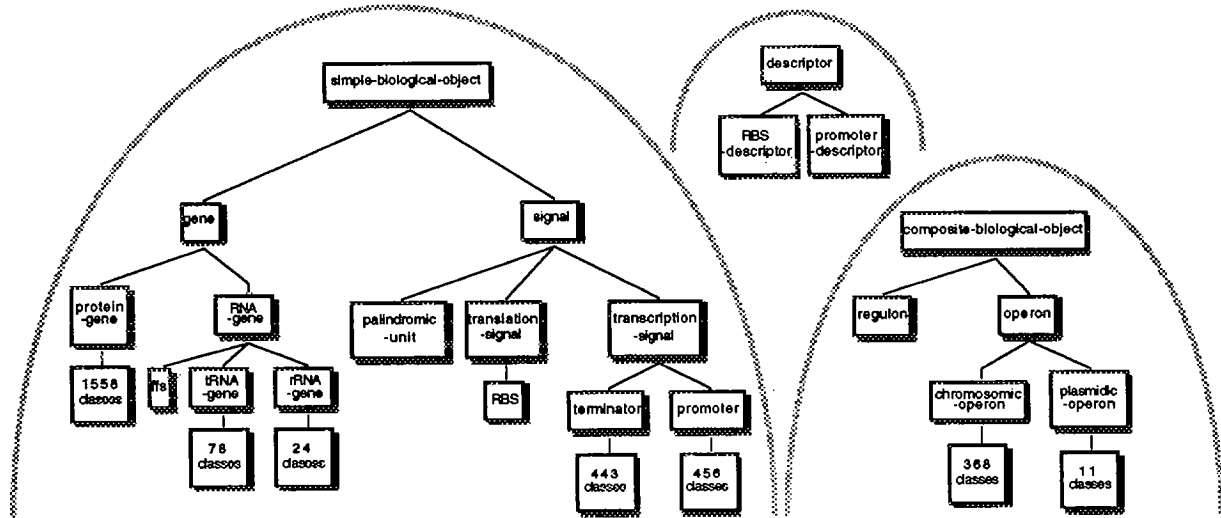 simple-biological-object
gene
signal
protein
-gene
RNA
-gene
palindromic
-unit
translation
-signal
transcription
-signal
1558
classes
ffs
tRNA
-gene
rRNA
-gene
RBS
terminator
promoter
78
classes
24
classes
443
classes
456
classes
descriptor
RBS
-descriptor
promoter
-descriptor
composite-biological-object
regulon
operon
chromosomic
-operon
plasmidic
-operon
368
classes
11
classes